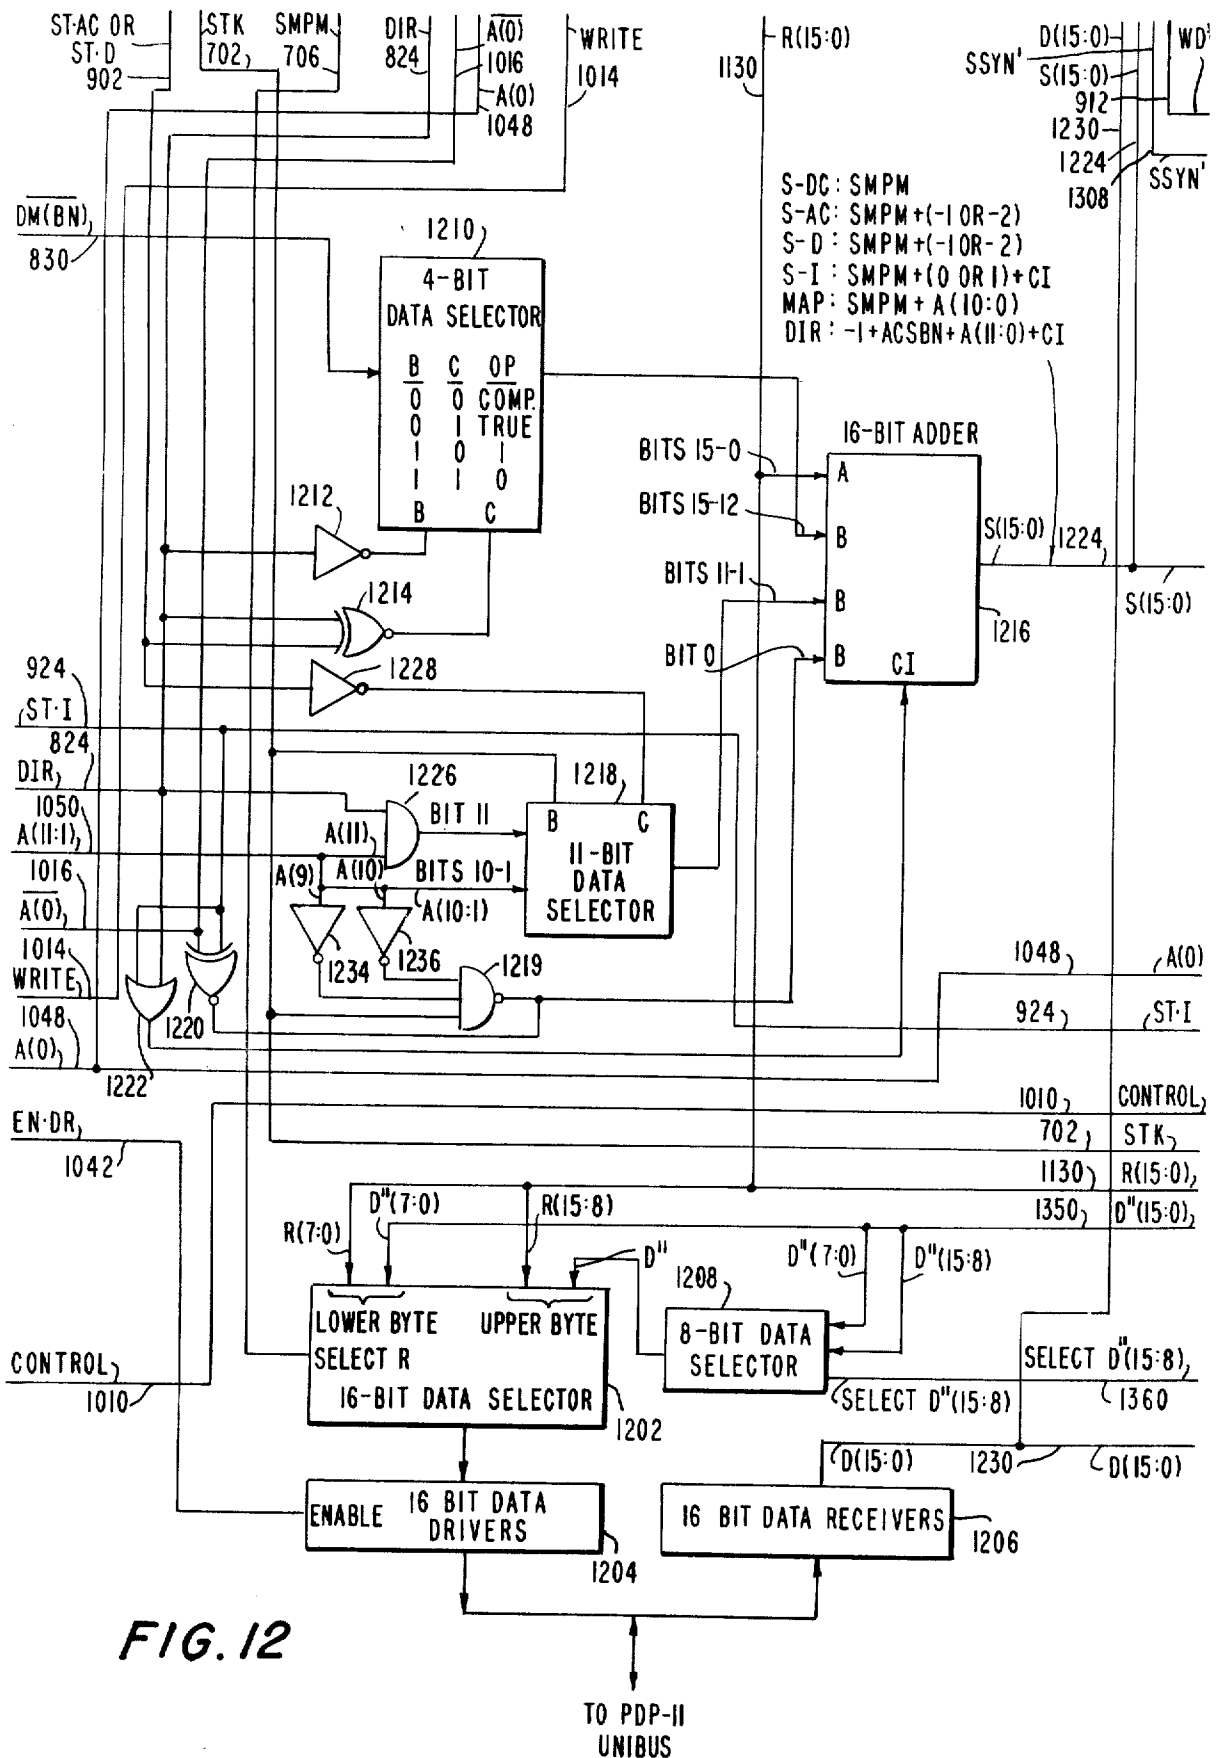 ST·AC OR
ST·D
902
STK
702
SMPM
706
DIR
824
A(0)
1016
A(0)
1048
WRITE
1014
R(15:0)
1130
D(15:0)
SSYN'
S(15:0)
912
WD'
1230
1224
1308
SSYN'
DM(BN)
830
1210
4-BIT
DATA SELECTOR
B C OP
0 0 COMP.
0 1 TRUE
1 0 1
1 1 0
B C
S-DC: SMPM
S-AC: SMPM+(-1 OR-2)
S-D : SMPM+(-1 OR-2)
S-I : SMPM+(0 OR 1)+CI
MAP: SMPM+ A(10:0)
DIR: -1+ACSBN+A(11:0)+CI
16-BIT ADDER
BITS 15-0
A
BITS 15-12
B
BITS 11-1
B
BIT 0
B
CI
S(15:0)
1224
S(15:0)
1216
1212
1214
1228
924
ST·I
824
DIR
1050
A(11:1)
1016
A(0)
1014
WRITE
1048
A(0)
1226
BIT 11
A(11)
A(9)
A(10)
BITS 10-1
A(10:1)
1218
B C
11-BIT
DATA
SELECTOR
1234
1236
1219
1220
1222
1048
A(0)
924
ST·I
1010
CONTROL
702
STK
1130
R(15:0)
1350
D"(15:0)
EN·DR
1042
R(7:0)
D"(7:0)
R(15:8)
D"
D"(7:0)
D"(15:8)
1208
8-BIT DATA
SELECTOR
LOWER BYTE
UPPER BYTE
SELECT R
16-BIT DATA SELECTOR
1202
CONTROL
1010
SELECT D"(15:8)
SELECT D"(15:8)
1360
D(15:0)
1230
D(15:0)
ENABLE
16 BIT DATA
DRIVERS
1204
16 BIT DATA RECEIVERS
1206
FIG. 12
TO PDP-11
UNIBUS